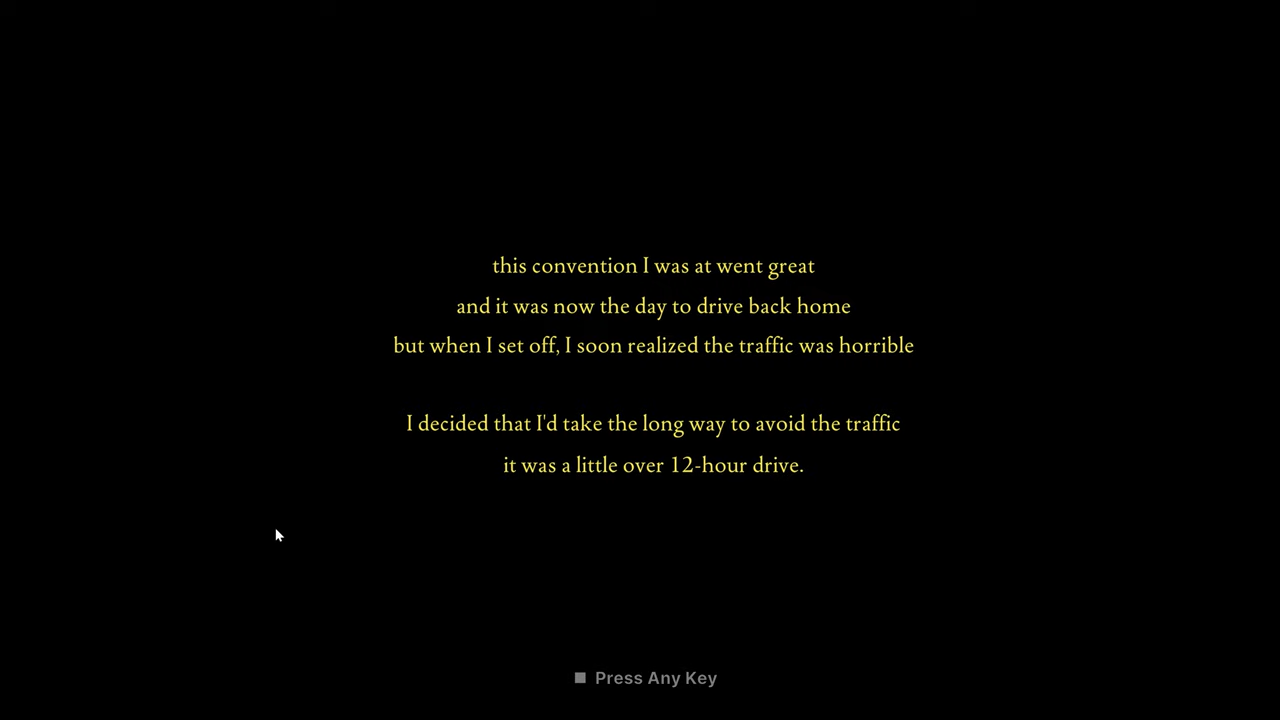 this convention I was at went great
and it was now the day to drive back home
but when I set off, I soon realized the traffic was horrible
I decided that I'd take the long way to avoid the traffic
it was a little over 12-hour drive.
Press Any Key